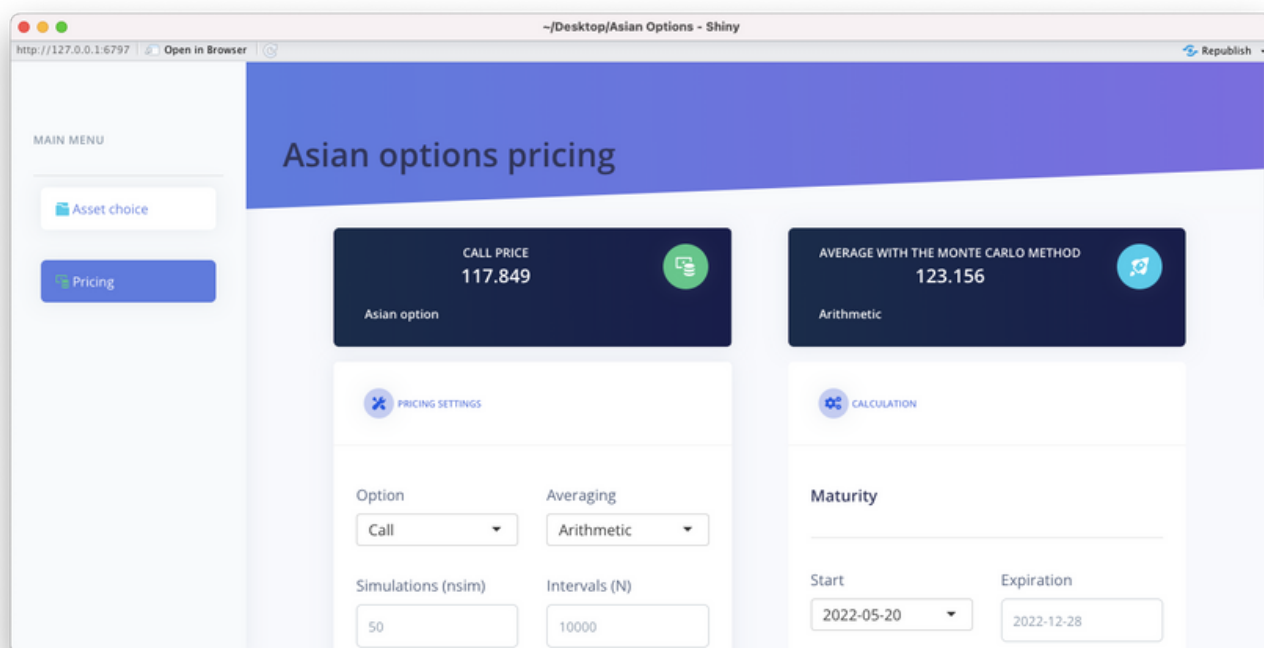 ~/Desktop/Asian Options - Shiny
http://127.0.0.1:6797 Open in Browser Republish
MAIN MENU
Asset choice
Pricing
Asian options pricing
CALL PRICE
117.849
Asian option
AVERAGE WITH THE MONTE CARLO METHOD
123.156
Arithmetic
PRICING SETTINGS
Option Averaging
Call Arithmetic
Simulations (nsim) Intervals (N)
50 10000
CALCULATION
Maturity
Start Expiration
2022-05-20 2022-12-28